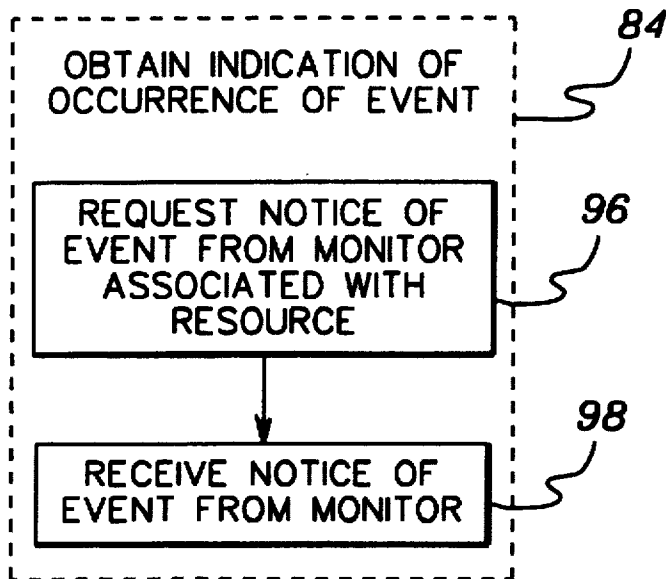 84
OBTAIN INDICATION OF
OCCURRENCE OF EVENT
REQUEST NOTICE OF
EVENT FROM MONITOR
ASSOCIATED WITH
RESOURCE
96
RECEIVE NOTICE OF
EVENT FROM MONITOR
98